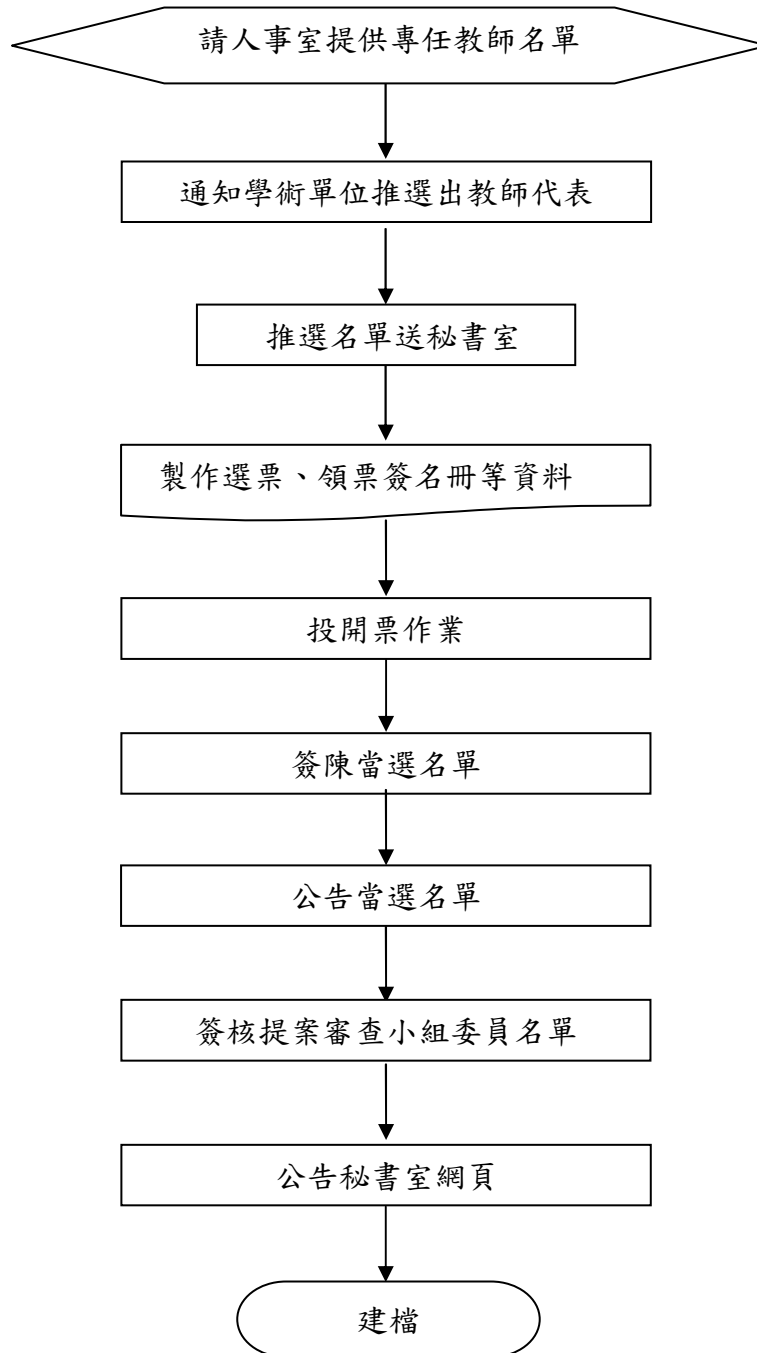 請人事室提供專任教師名單
通知學術單位推選出教師代表
推選名單送秘書室
製作選票、領票簽名冊等資料
投開票作業
簽陳當選名單
公告當選名單
簽核提案審查小組委員名單
公告秘書室網頁
建檔